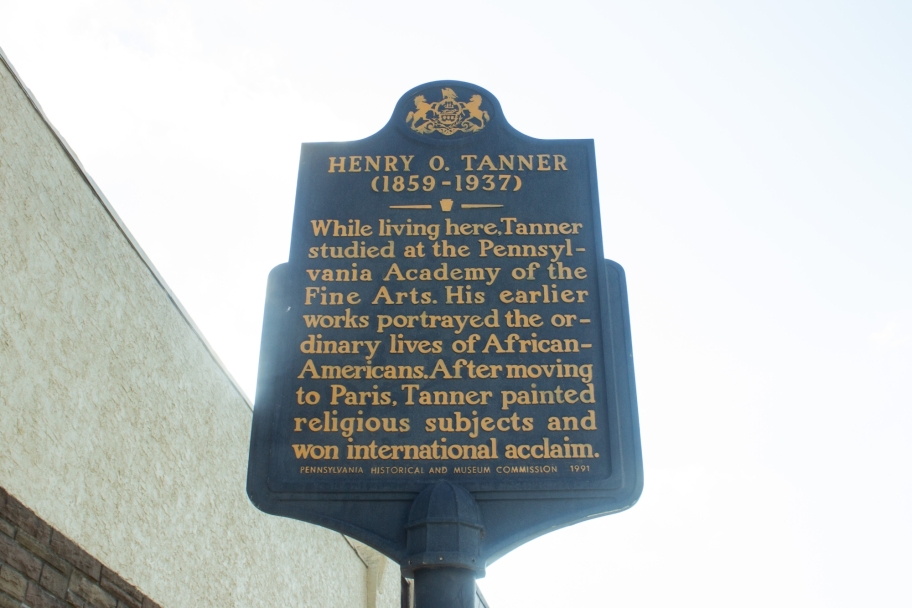 HENRY O. TANNER
(1859-1937)
While living here, Tanner
studied at the Pennsyl-
vania Academy of the
Fine Arts. His earlier
works portrayed the or-
dinary lives of African-
Americans. After moving
to Paris, Tanner painted
religious subjects and
won international acclaim.
PENNSYLVANIA HISTORICAL AND MUSEUM COMMISSION 1991